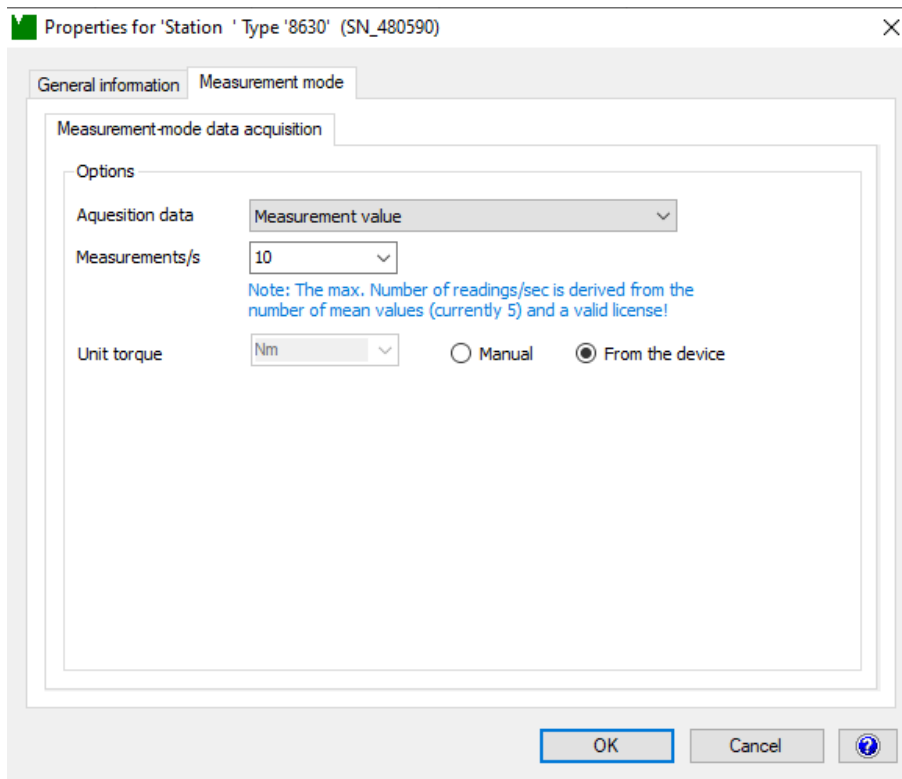 Properties for 'Station ' Type '8630' (SN_480590)
General information Measurement mode
Measurement-mode data acquisition
Options
Aquesition data Measurement value
Measurements/s 10
Note: The max. Number of readings/sec is derived from the
number of mean values (currently 5) and a valid license!
Unit torque Nm Manual From the device
OK Cancel ?